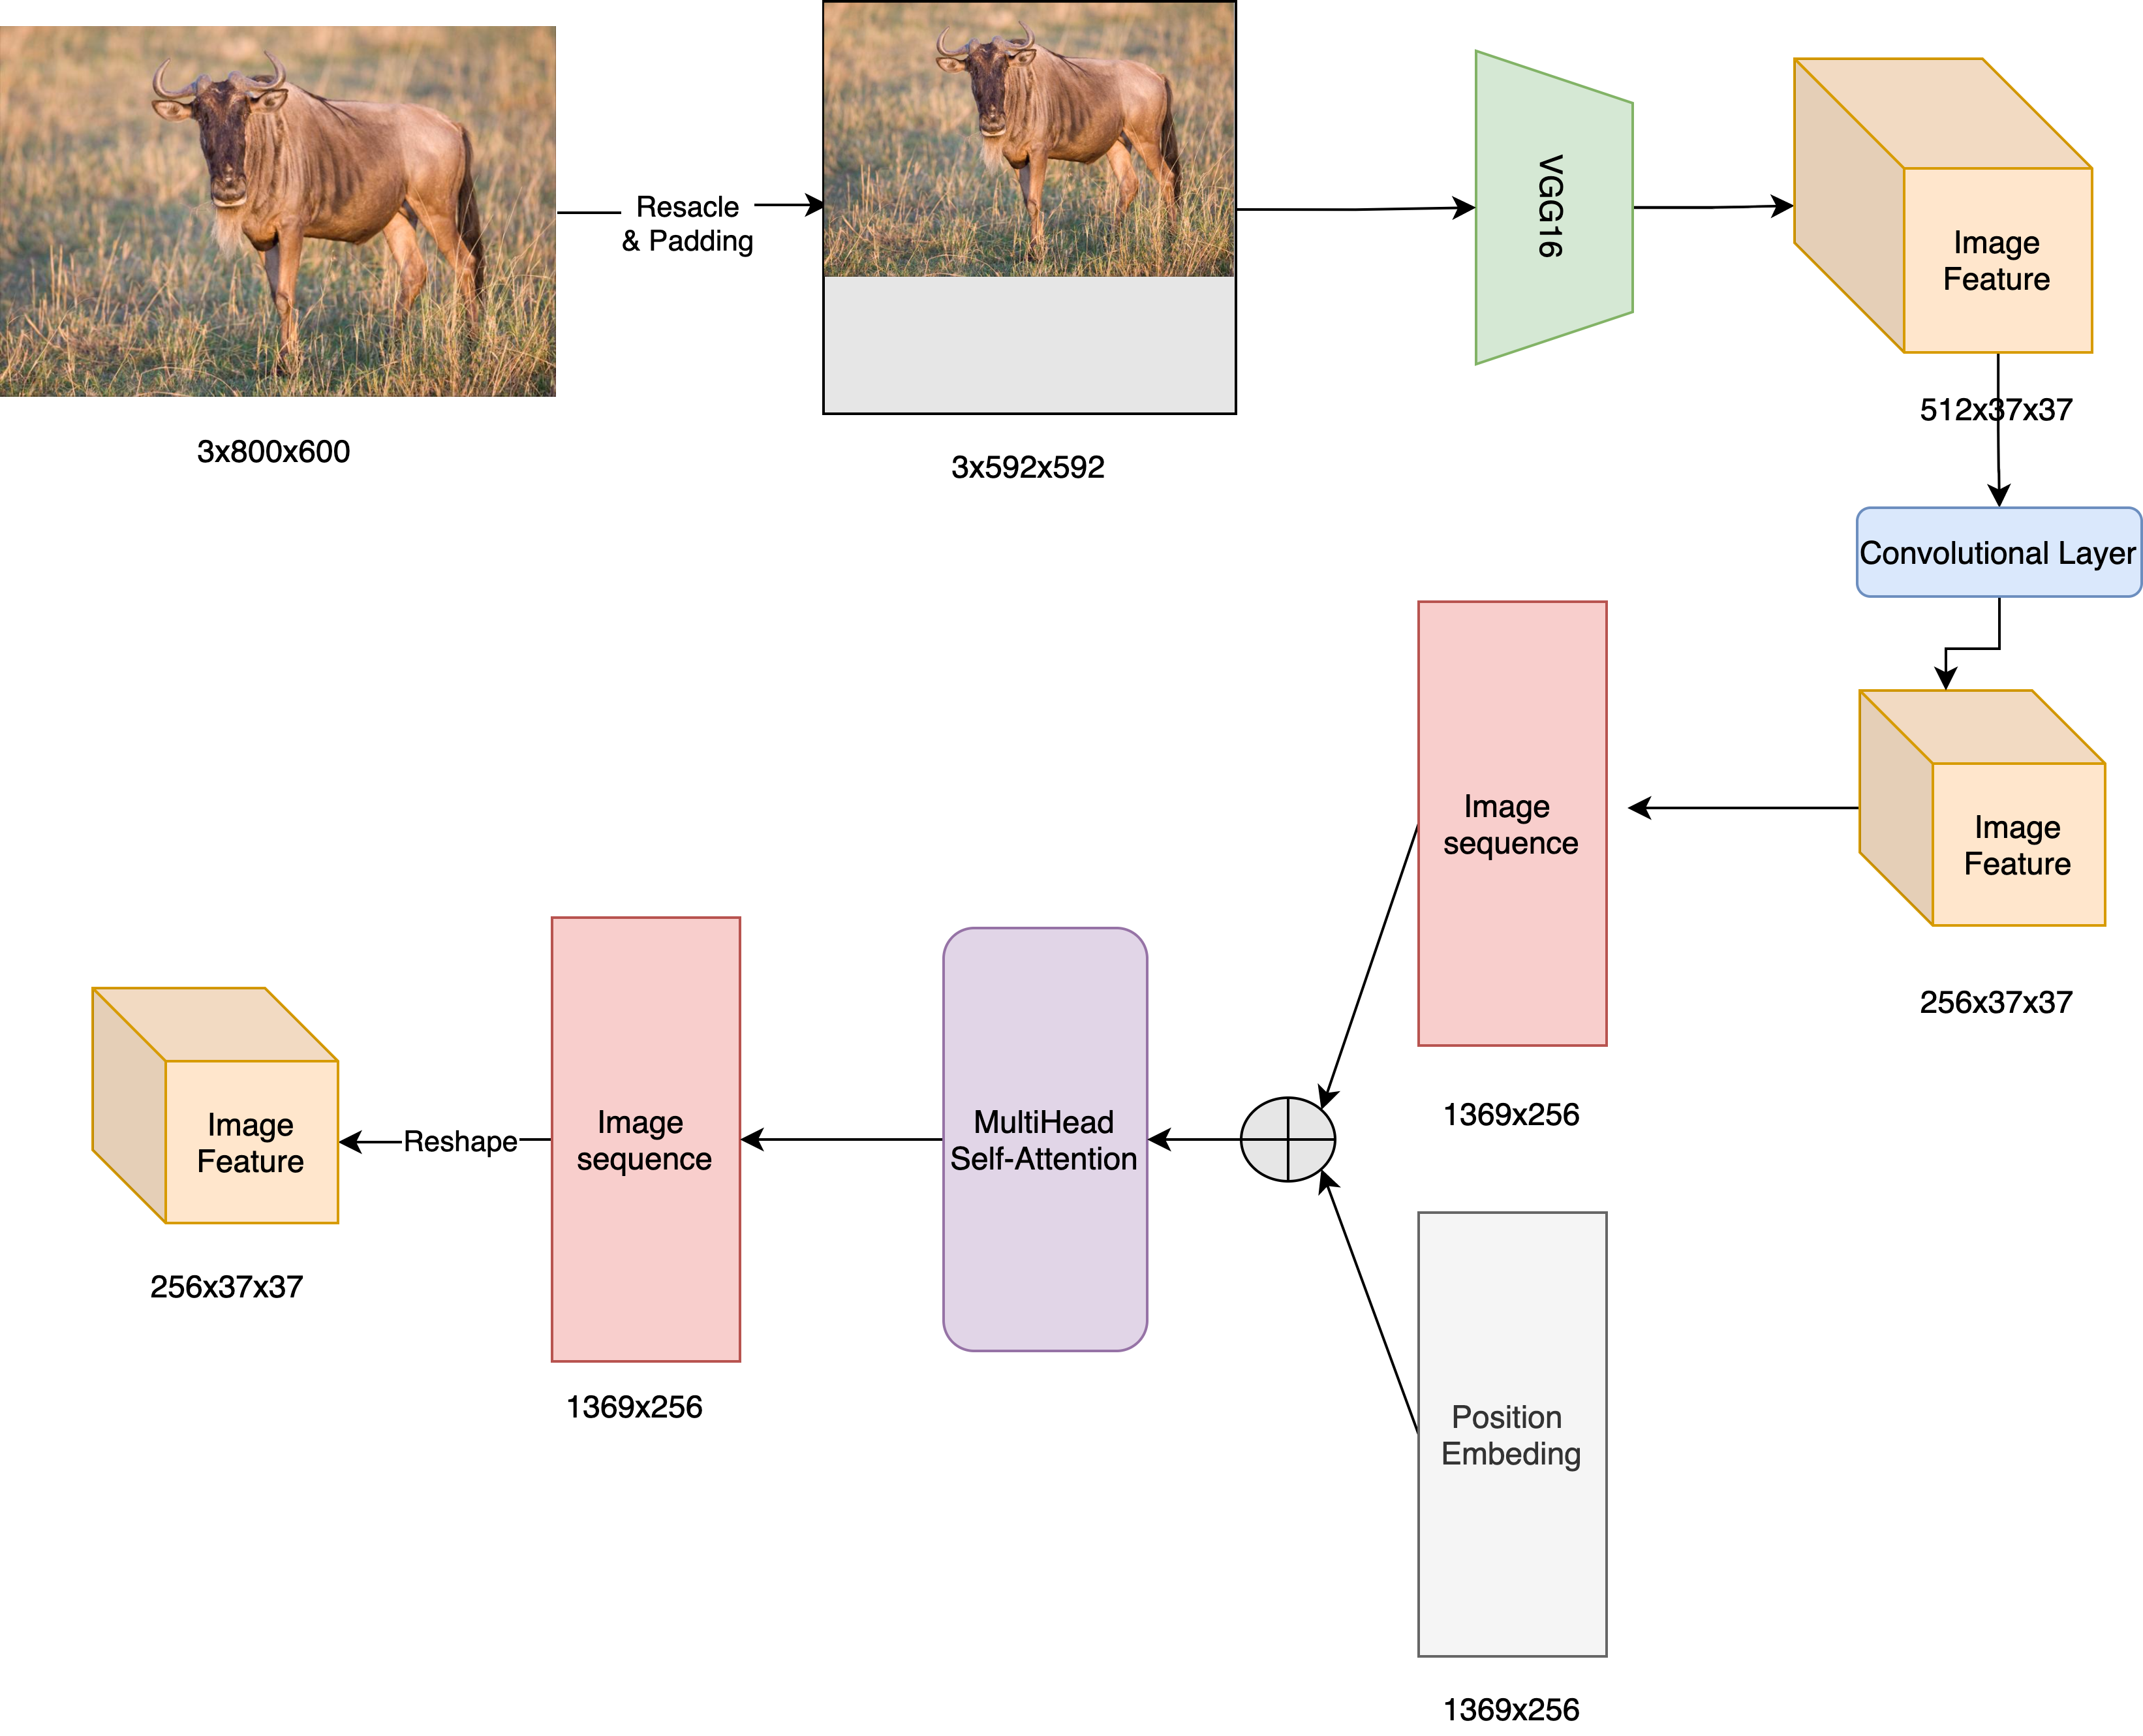 3x800x600
Resacle
& Padding
3x592x592
VGG16
Image
Feature
512x37x37
Convolutional Layer
Image
Feature
256x37x37
Image
sequence
1369x256
Position
Embeding
1369x256
MultiHead
Self-Attention
Image
sequence
1369x256
Reshape
Image
Feature
256x37x37